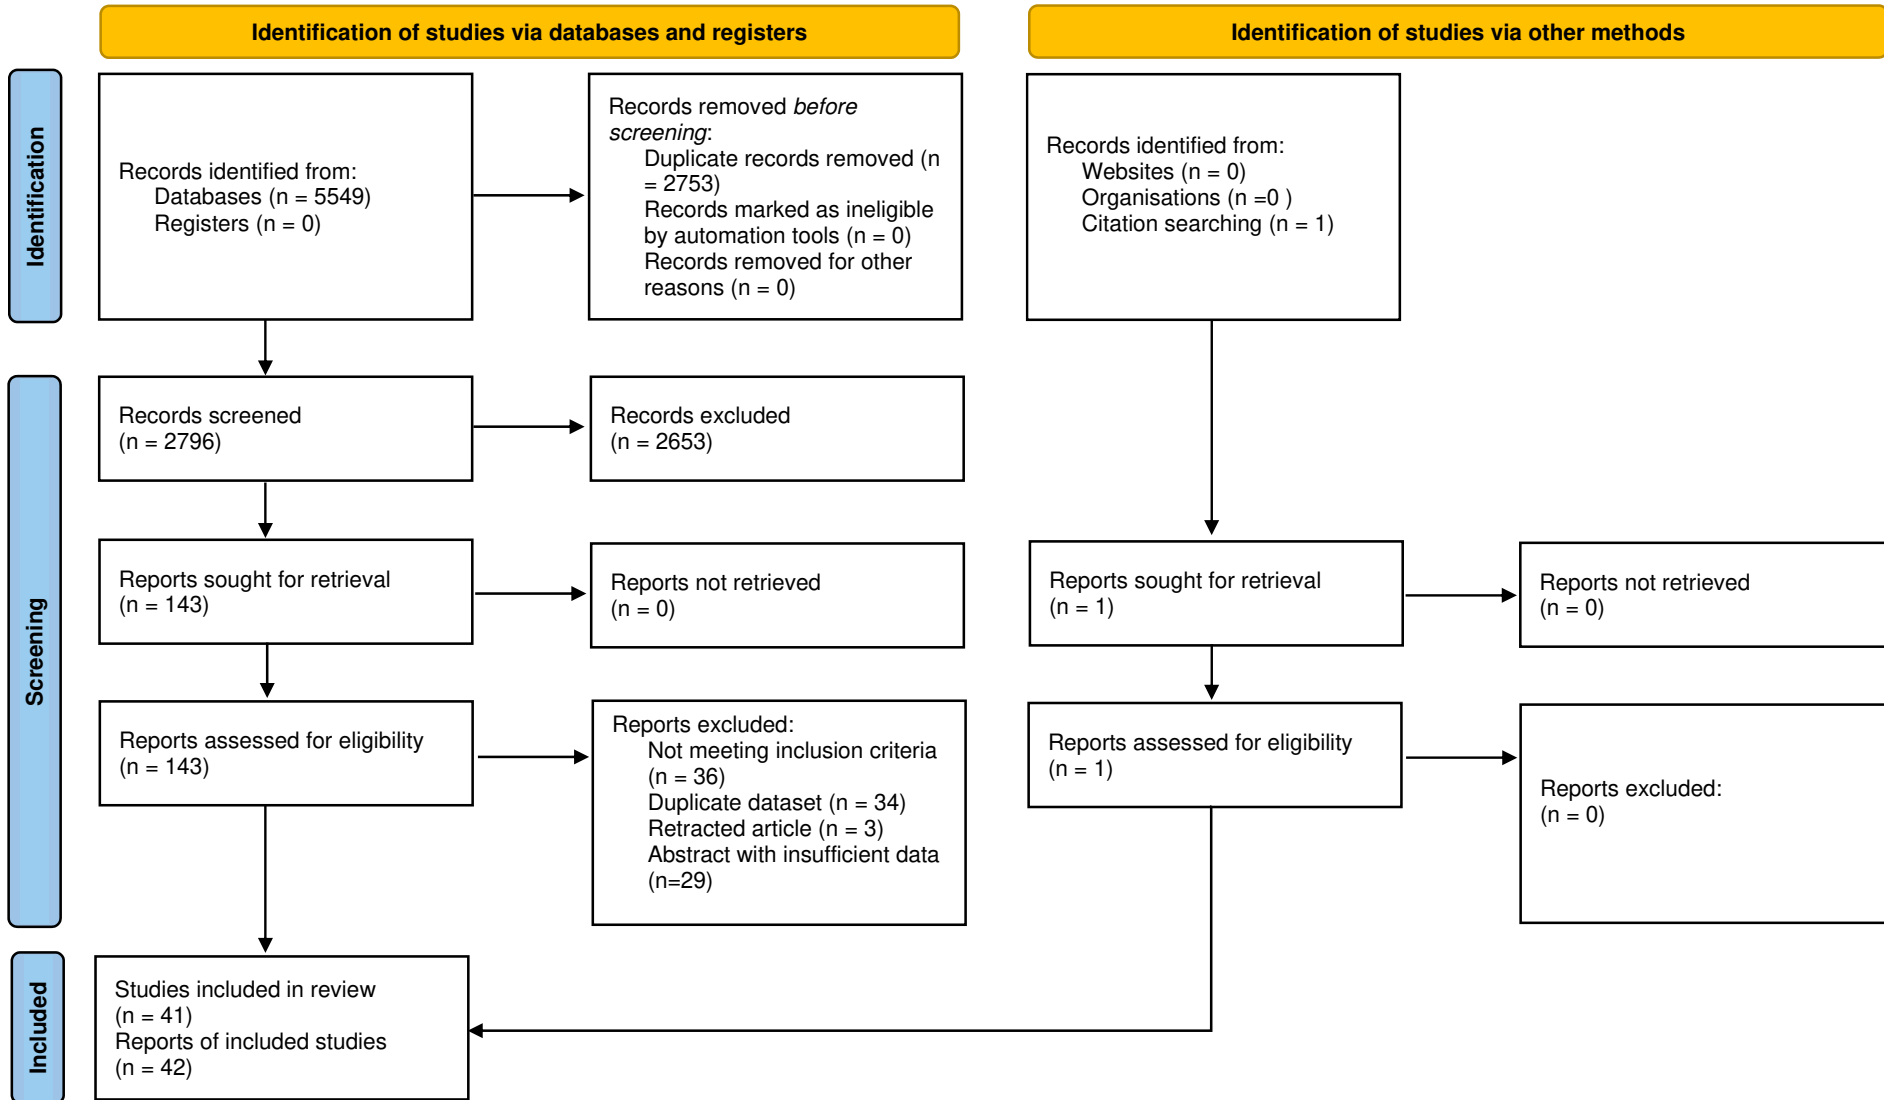 Identification of studies via databases and registers
Identification of studies via other methods
Identification
Records identified from:
Databases (n = 5549)
Registers (n = 0)
Records removed before
screening:
Duplicate records removed (n
= 2753)
Records marked as ineligible
by automation tools (n = 0)
Records removed for other
reasons (n = 0)
Records identified from:
Websites (n = 0)
Organisations (n =0 )
Citation searching (n = 1)
Screening
Records screened
(n = 2796)
Records excluded
(n = 2653)
Reports sought for retrieval
(n = 143)
Reports not retrieved
(n = 0)
Reports sought for retrieval
(n = 1)
Reports not retrieved
(n = 0)
Reports assessed for eligibility
(n = 143)
Reports excluded:
Not meeting inclusion criteria
(n = 36)
Duplicate dataset (n = 34)
Retracted article (n = 3)
Abstract with insufficient data
(n=29)
Reports assessed for eligibility
(n = 1)
Reports excluded:
(n = 0)
Included
Studies included in review
(n = 41)
Reports of included studies
(n = 42)